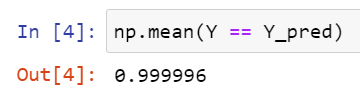 In [4]: np.mean(Y == Y_pred)
Out[4]: 0.999996